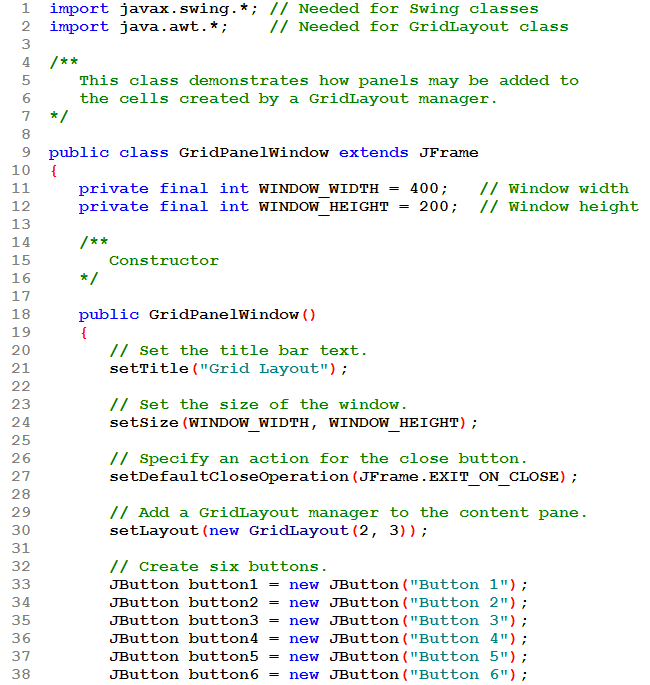 1 import javax.swing.*; // Needed for Swing classes
2 import java.awt.*;    // Needed for GridLayout class
3
4 /**
5    This class demonstrates how panels may be added to
6    the cells created by a GridLayout manager.
7 */
8
9 public class GridPanelWindow extends JFrame
10 {
11    private final int WINDOW_WIDTH = 400;   // Window width
12    private final int WINDOW_HEIGHT = 200;  // Window height
13
14    /**
15       Constructor
16    */
17
18    public GridPanelWindow()
19    {
20       // Set the title bar text.
21       setTitle("Grid Layout");
22
23       // Set the size of the window.
24       setSize(WINDOW_WIDTH, WINDOW_HEIGHT);
25
26       // Specify an action for the close button.
27       setDefaultCloseOperation(JFrame.EXIT_ON_CLOSE);
28
29       // Add a GridLayout manager to the content pane.
30       setLayout(new GridLayout(2, 3));
31
32       // Create six buttons.
33       JButton button1 = new JButton("Button 1");
34       JButton button2 = new JButton("Button 2");
35       JButton button3 = new JButton("Button 3");
36       JButton button4 = new JButton("Button 4");
37       JButton button5 = new JButton("Button 5");
38       JButton button6 = new JButton("Button 6");